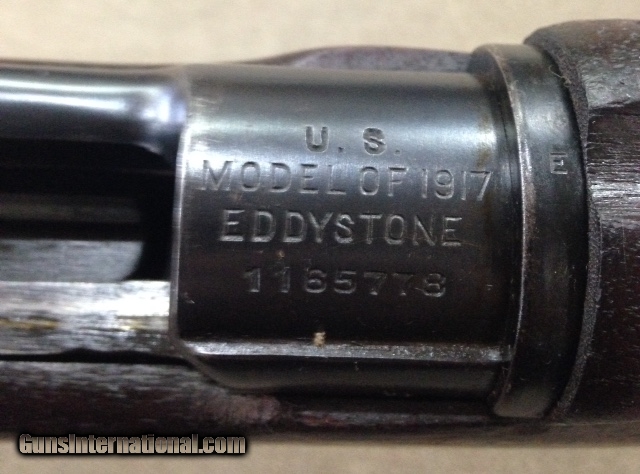 U. S.
MODEL OF 1917
E
EDDYSTONE
1165778
GunsInternational.com